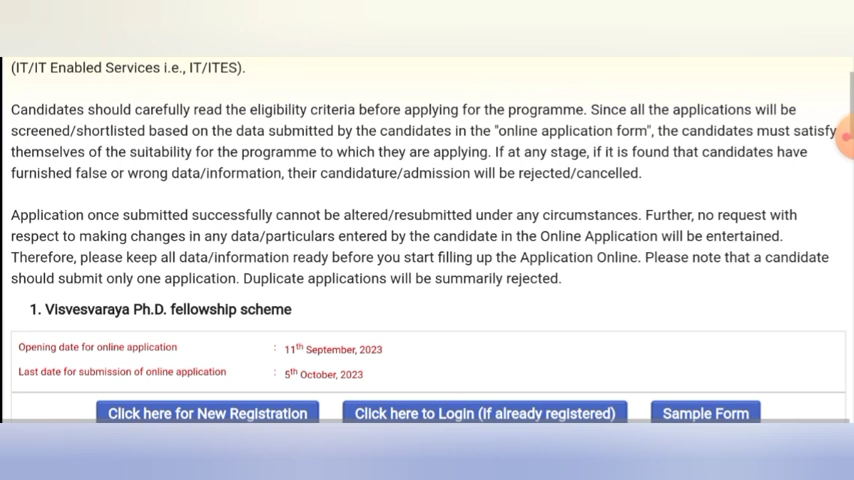 (IT/IT Enabled Services i.e., IT/ITES).
Candidates should carefully read the eligibility criteria before applying for the programme. Since all the applications will be
screened/shortlisted based on the data submitted by the candidates in the "online application form", the candidates must satisfy
themselves of the suitability for the programme to which they are applying. If at any stage, if it is found that candidates have
furnished false or wrong data/information, their candidature/admission will be rejected/cancelled.
Application once submitted successfully cannot be altered/resubmitted under any circumstances. Further, no request with
respect to making changes in any data/particulars entered by the candidate in the Online Application will be entertained.
Therefore, please keep all data/information ready before you start filling up the Application Online. Please note that a candidate
should submit only one application. Duplicate applications will be summarily rejected.
1. Visvesvaraya Ph.D. fellowship scheme
Opening date for online application : 11th September, 2023
Last date for submission of online application : 5th October, 2023
Click here for New Registration Click here to Login (if already registered) Sample Form